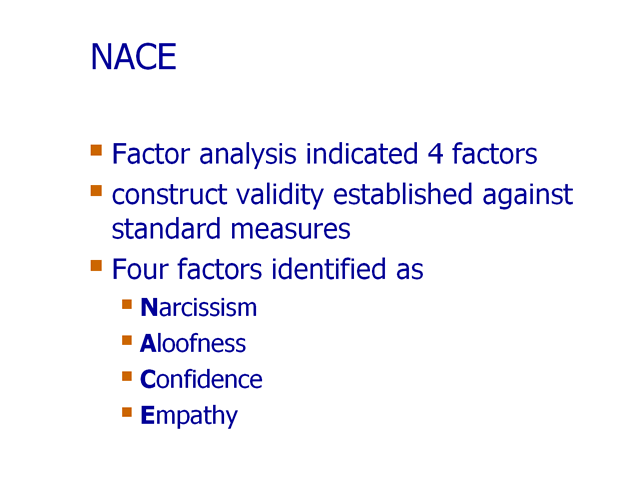 NACE
Factor analysis indicated 4 factors
construct validity established against
standard measures
Four factors identified as
Narcissism
Aloofness
Confidence
Empathy